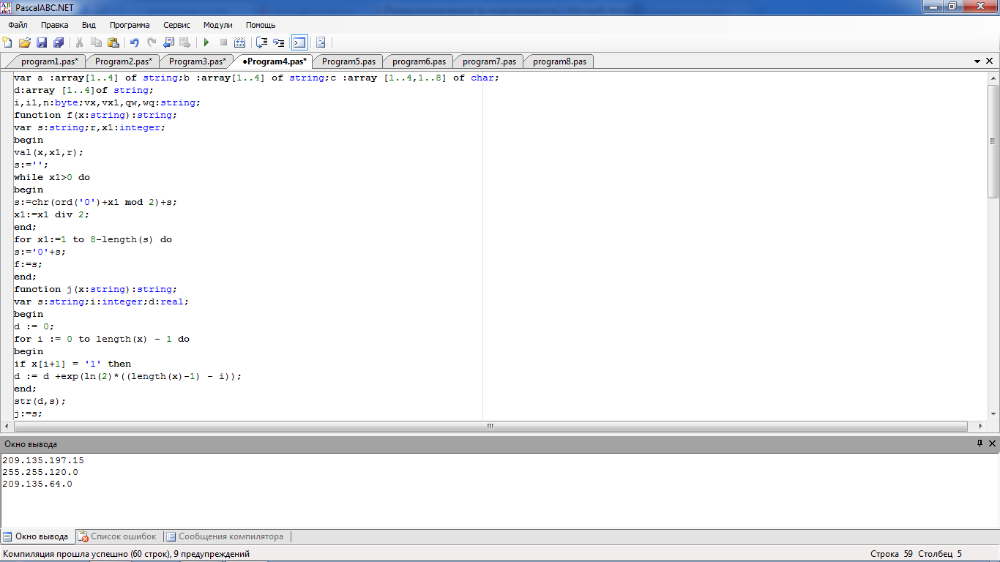 PascalABC.NET
Файл Правка Вид Программа Сервис Модули Помощь
program1.pas* Program2.pas* Program3.pas* ●Program4.pas* Program5.pas program6.pas program7.pas program8.pas
var a :array[1..4] of string;b :array[1..4] of string;c :array [1..4,1..8] of char;
d:array [1..4]of string;
i,i1,n:byte;vx,vx1,qw,wq:string;
function f(x:string):string;
var s:string;r,x1:integer;
begin
val(x,x1,r);
s:='';
while x1>0 do
begin
s:=chr(ord('0')+x1 mod 2)+s;
x1:=x1 div 2;
end;
for x1:=1 to 8-length(s) do
s:='0'+s;
f:=s;
end;
function j(x:string):string;
var s:string;i:integer;d:real;
begin
d := 0;
for i := 0 to length(x) - 1 do
begin
if x[i+1] = '1' then
d := d +exp(ln(2)*((length(x)-1) - i));
end;
str(d,s);
j:=s;
Окно вывода
209.135.197.15
255.255.120.0
209.135.64.0
Окно вывода Список ошибок Сообщения компилятора
Компиляция прошла успешно (60 строк), 9 предупреждений Строка 59 Столбец 5